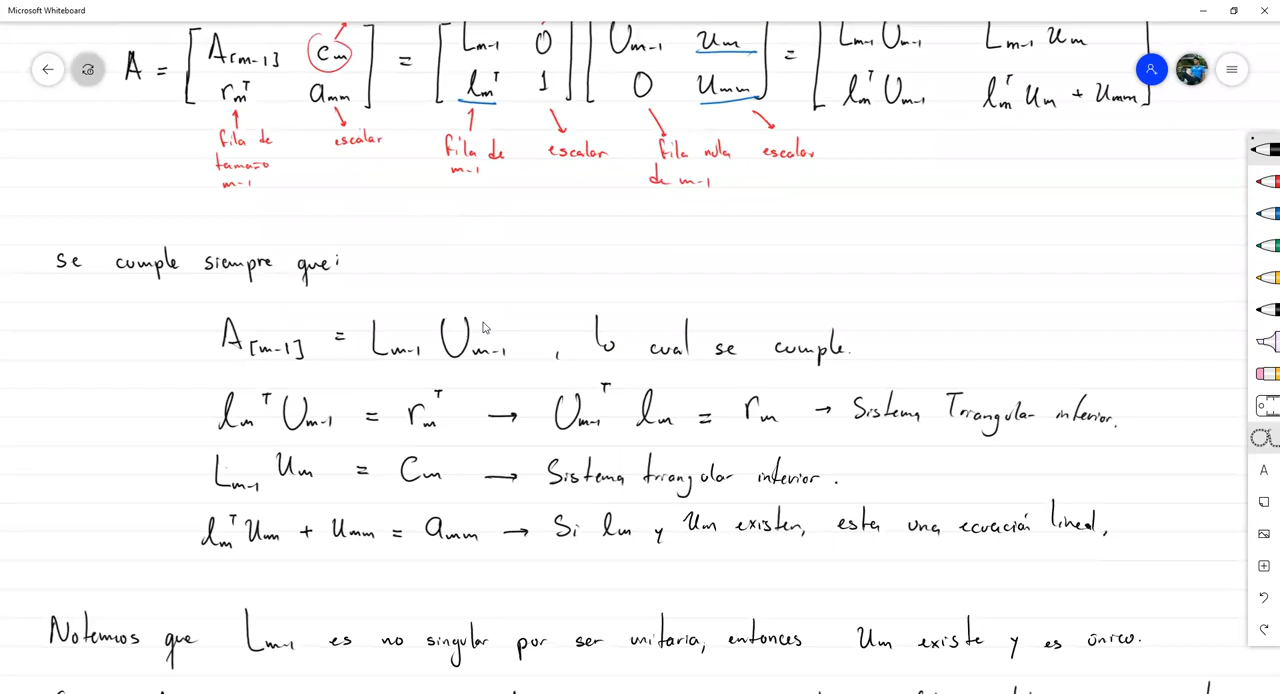 Microsoft Whiteboard
A = [ A[m-1] cm ; rmᵀ amm ] = [ Lm-1 0 ; lmᵀ 1 ] [ Um-1 um ; 0 umm ] = [ Lm-1 Um-1 Lm-1 um ; lmᵀ Um-1 lmᵀ um + umm ]
fila de tamaño m-1 escalar fila de m-1 escalar fila nula de m-1 escalar
Se cumple siempre que:
A[m-1] = Lm-1 Um-1 , lo cual se cumple.
lmᵀ Um-1 = rmᵀ → Um-1ᵀ lm = rm → Sistema Triangular inferior.
Lm-1 um = cm → Sistema triangular inferior.
lmᵀ um + umm = amm → Si lm y um existen, esta una ecuación lineal,
Notemos que Lm-1 es no singular por ser unitaria, entonces um existe y es único.
A